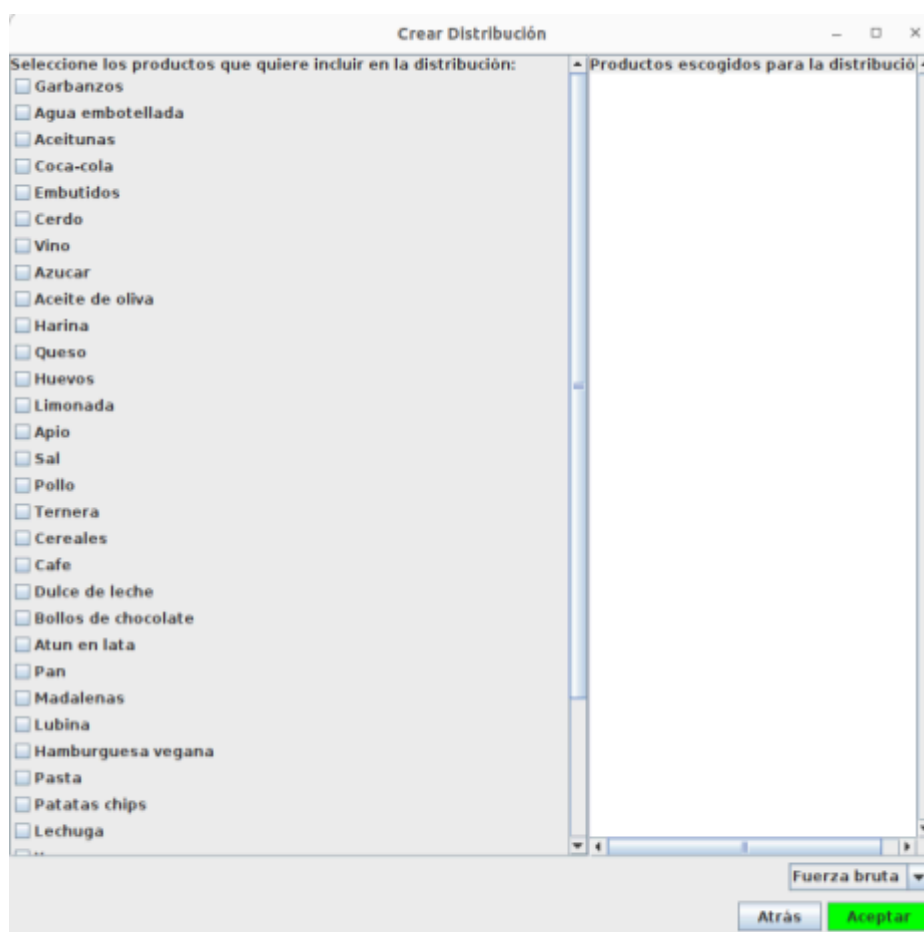 Crear Distribución
Seleccione los productos que quiere incluir en la distribución:
Garbanzos
Agua embotellada
Aceitunas
Coca-cola
Embutidos
Cerdo
Vino
Azucar
Aceite de oliva
Harina
Queso
Huevos
Limonada
Apio
Sal
Pollo
Ternera
Cereales
Cafe
Dulce de leche
Bollos de chocolate
Atun en lata
Pan
Madalenas
Lubina
Hamburguesa vegana
Pasta
Patatas chips
Lechuga
Productos escogidos para la distribució
Fuerza bruta
Atrás
Aceptar